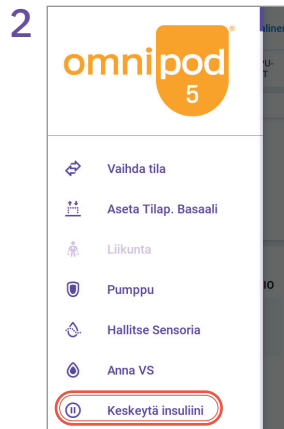 2
omnipod
5
Vaihda tila
Aseta Tilap. Basaali
Liikunta
Pumppu
Hallitse Sensoria
Anna VS
Keskeytä insuliini